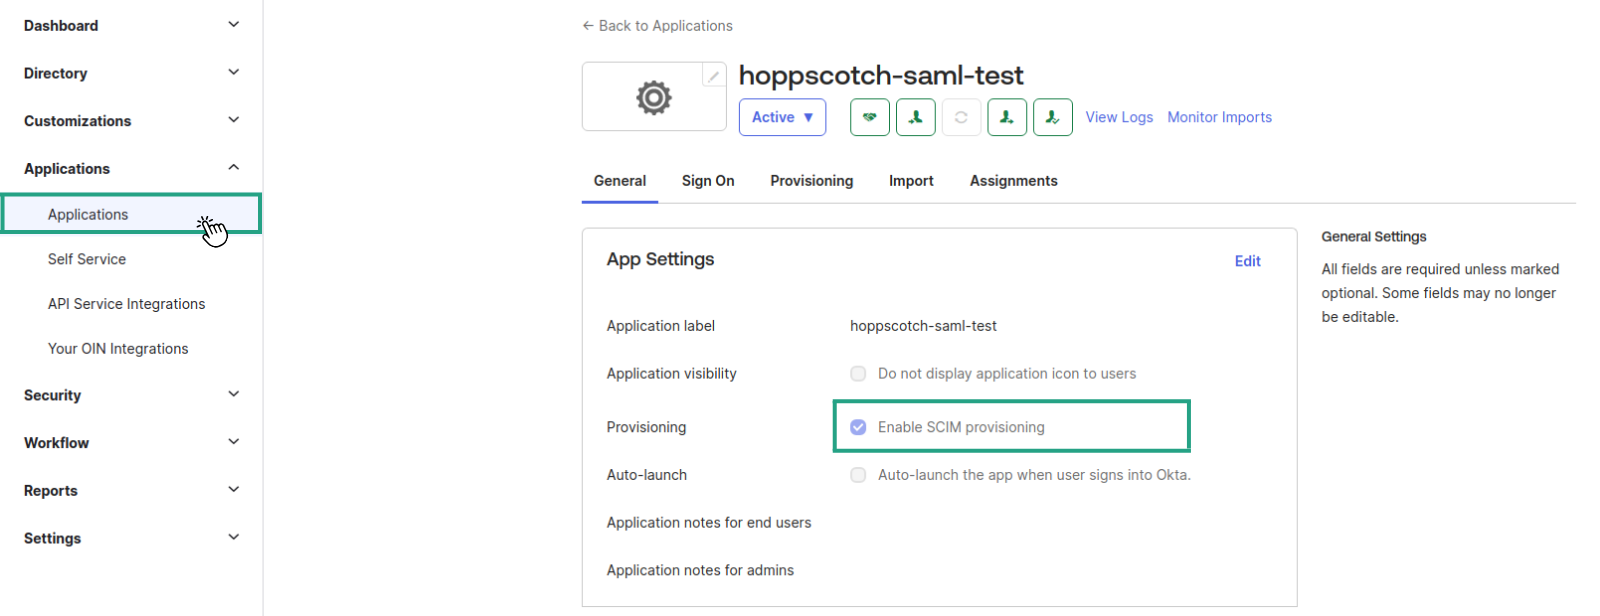 Dashboard
Directory
Customizations
Applications
Applications
Self Service
API Service Integrations
Your OIN Integrations
Security
Workflow
Reports
Settings
← Back to Applications
hoppscotch-saml-test
Active ▼
View Logs Monitor Imports
General Sign On Provisioning Import Assignments
App Settings Edit
Application label hoppscotch-saml-test
Application visibility Do not display application icon to users
Provisioning Enable SCIM provisioning
Auto-launch Auto-launch the app when user signs into Okta.
Application notes for end users
Application notes for admins
General Settings
All fields are required unless marked
optional. Some fields may no longer
be editable.